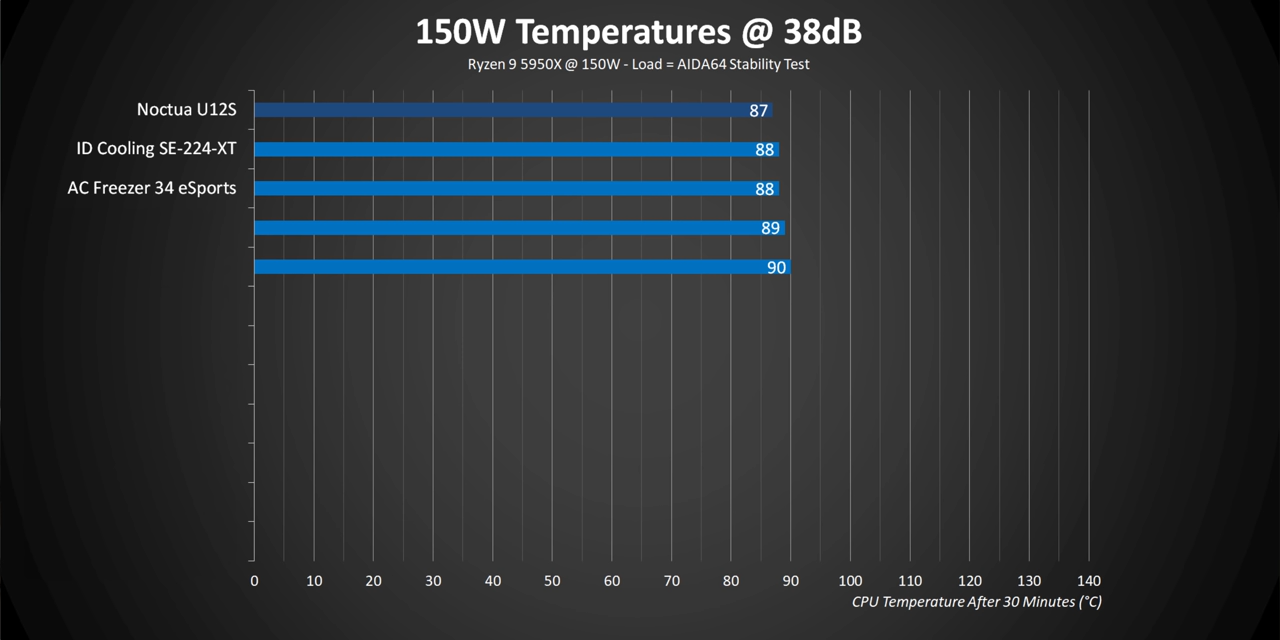 150W Temperatures @ 38dB
Ryzen 9 5950X @ 150W - Load = AIDA64 Stability Test
Noctua U12S 87
ID Cooling SE-224-XT 88
AC Freezer 34 eSports 88
89
90
0 10 20 30 40 50 60 70 80 90 100 110 120 130 140
CPU Temperature After 30 Minutes (°C)